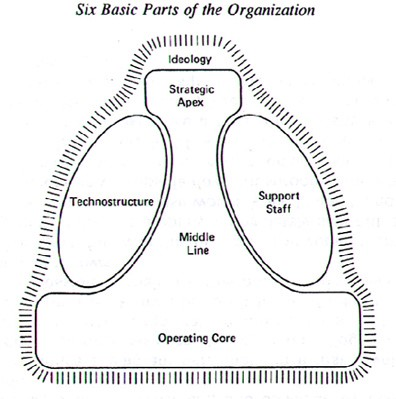 Six Basic Parts of the Organization
Ideology
Strategic
Apex
Technostructure
Support
Staff
Middle
Line
Operating Core